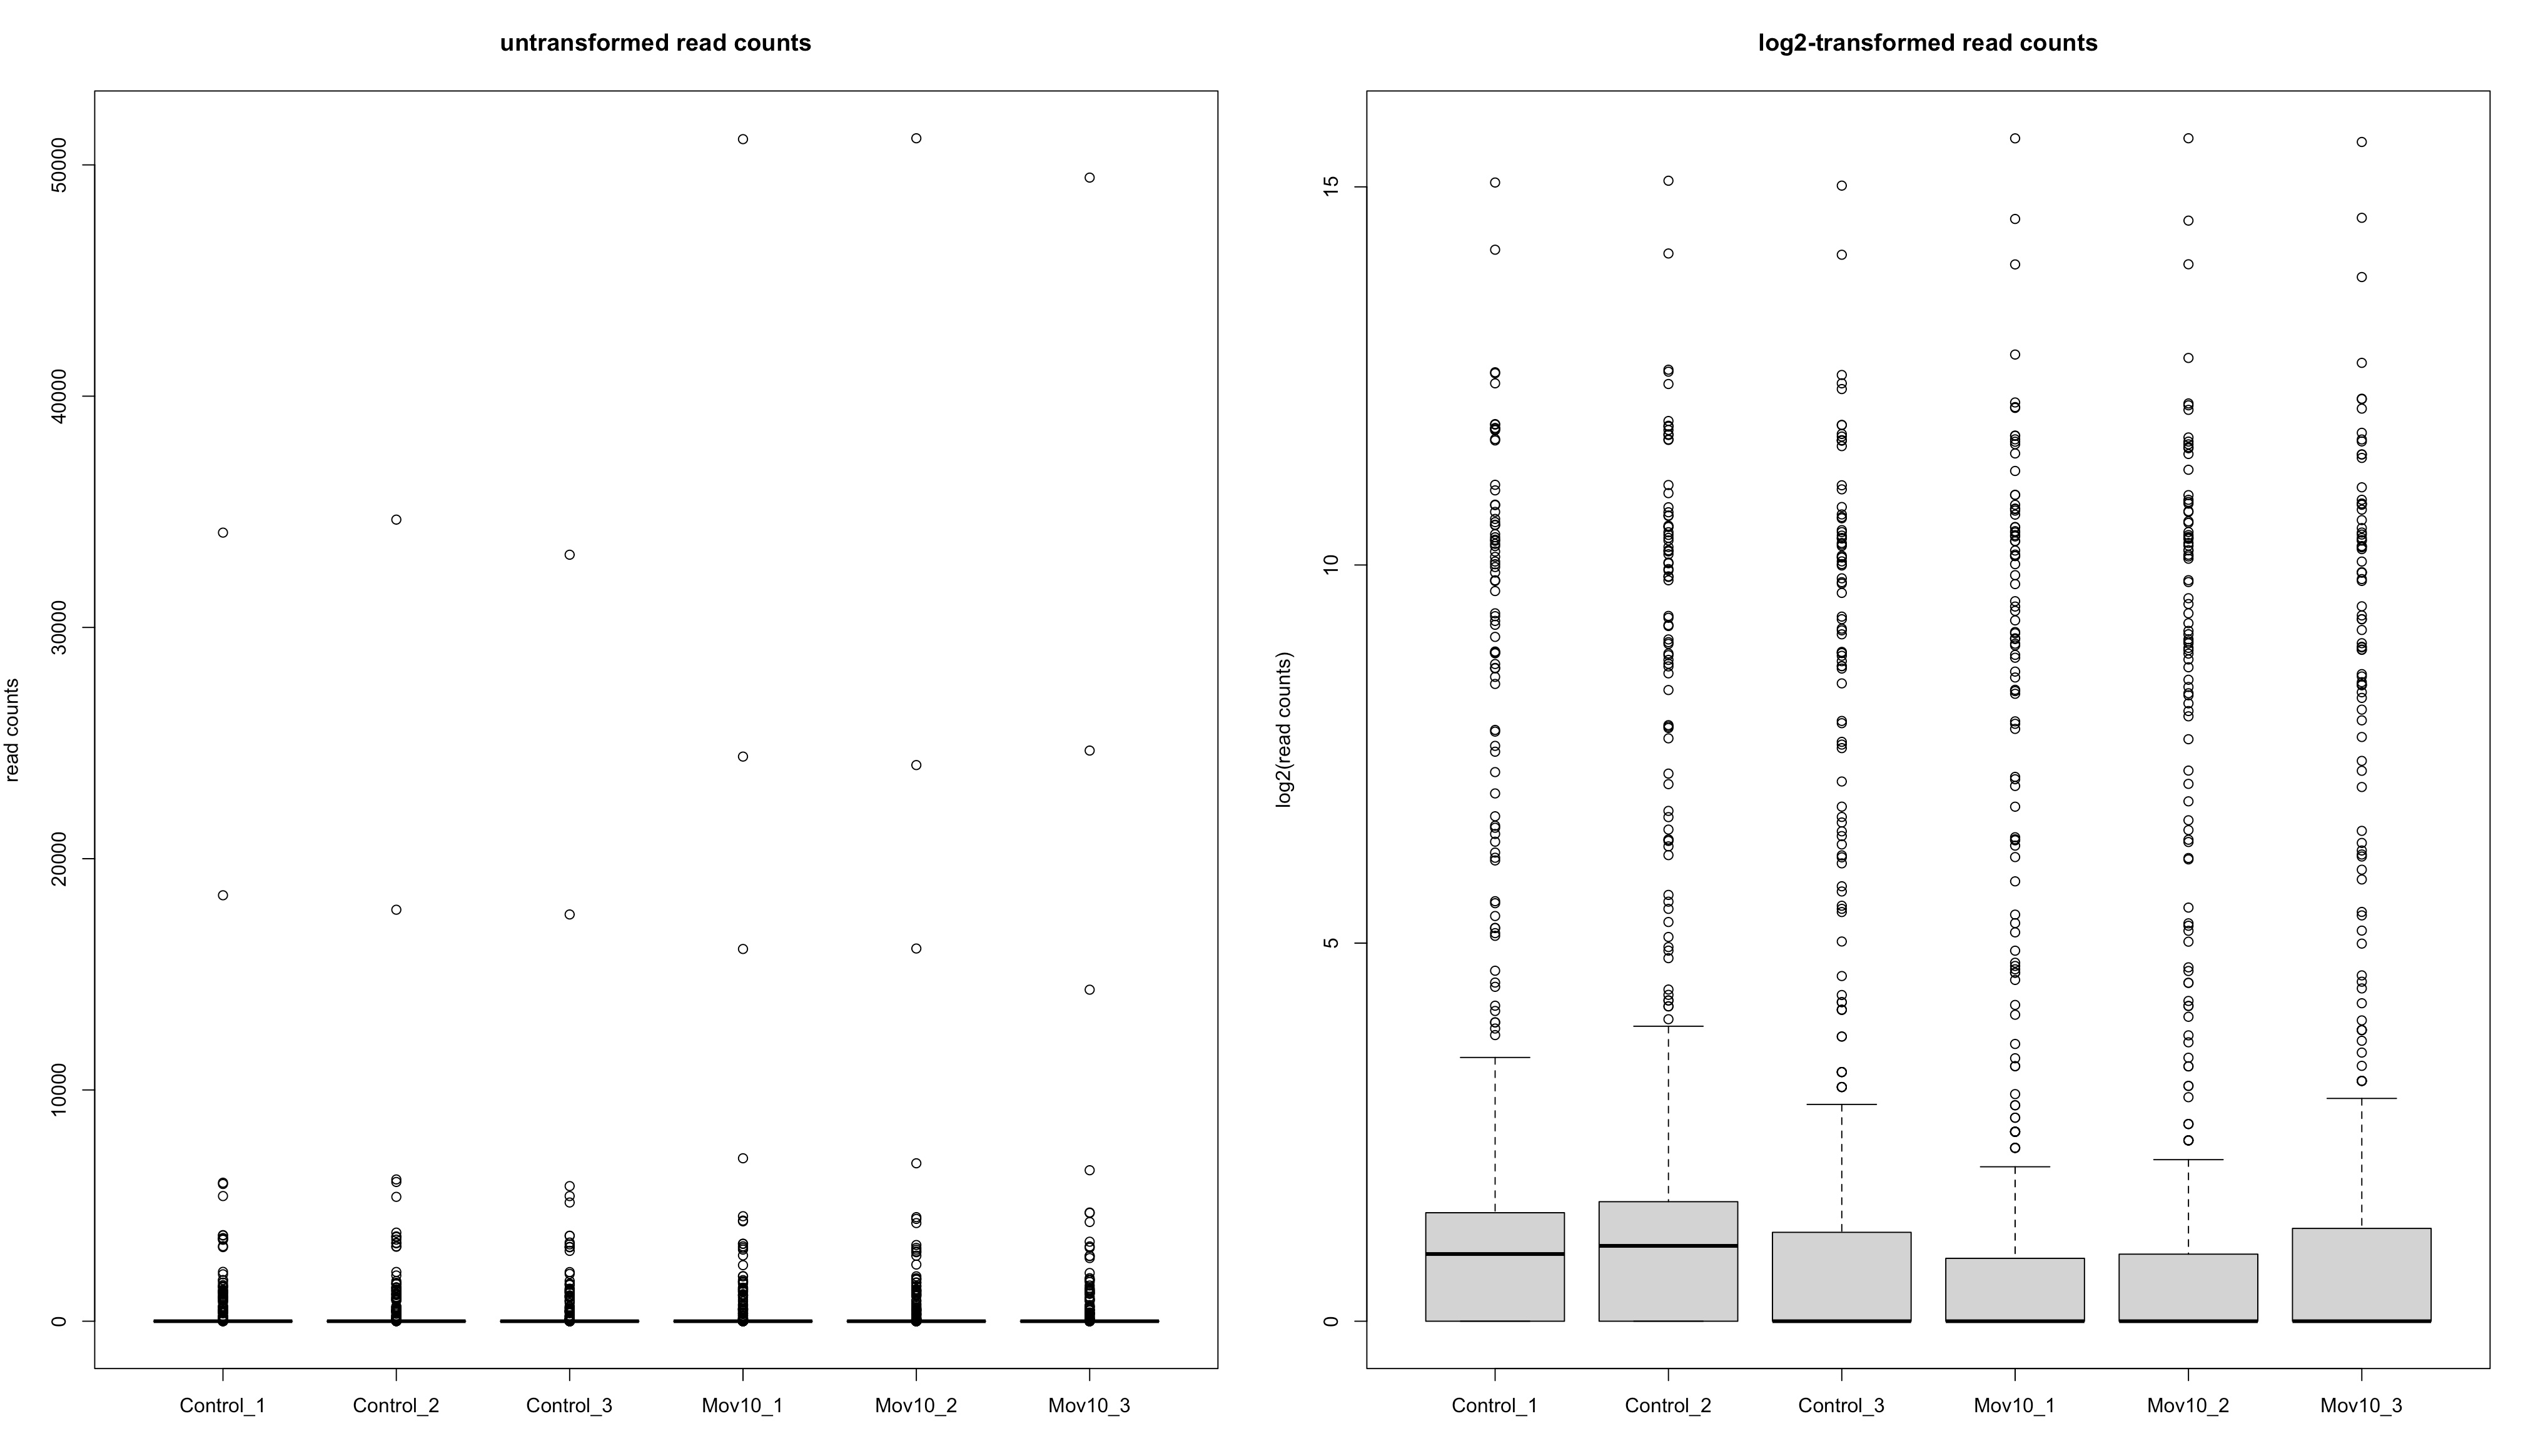 untransformed read counts
read counts
50000
40000
30000
20000
10000
0
Control_1 Control_2 Control_3 Mov10_1 Mov10_2 Mov10_3
log2-transformed read counts
log2(read counts)
15
10
5
0
Control_1 Control_2 Control_3 Mov10_1 Mov10_2 Mov10_3